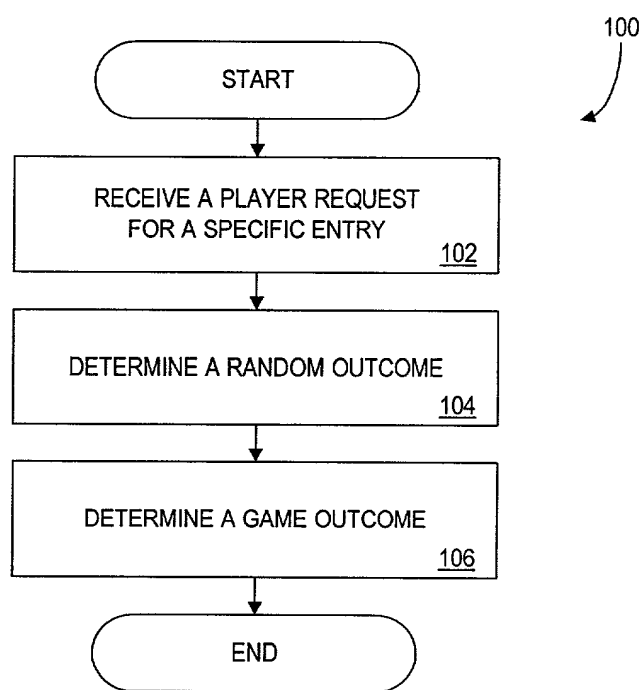 100
START
RECEIVE A PLAYER REQUEST
FOR A SPECIFIC ENTRY
102
DETERMINE A RANDOM OUTCOME
104
DETERMINE A GAME OUTCOME
106
END